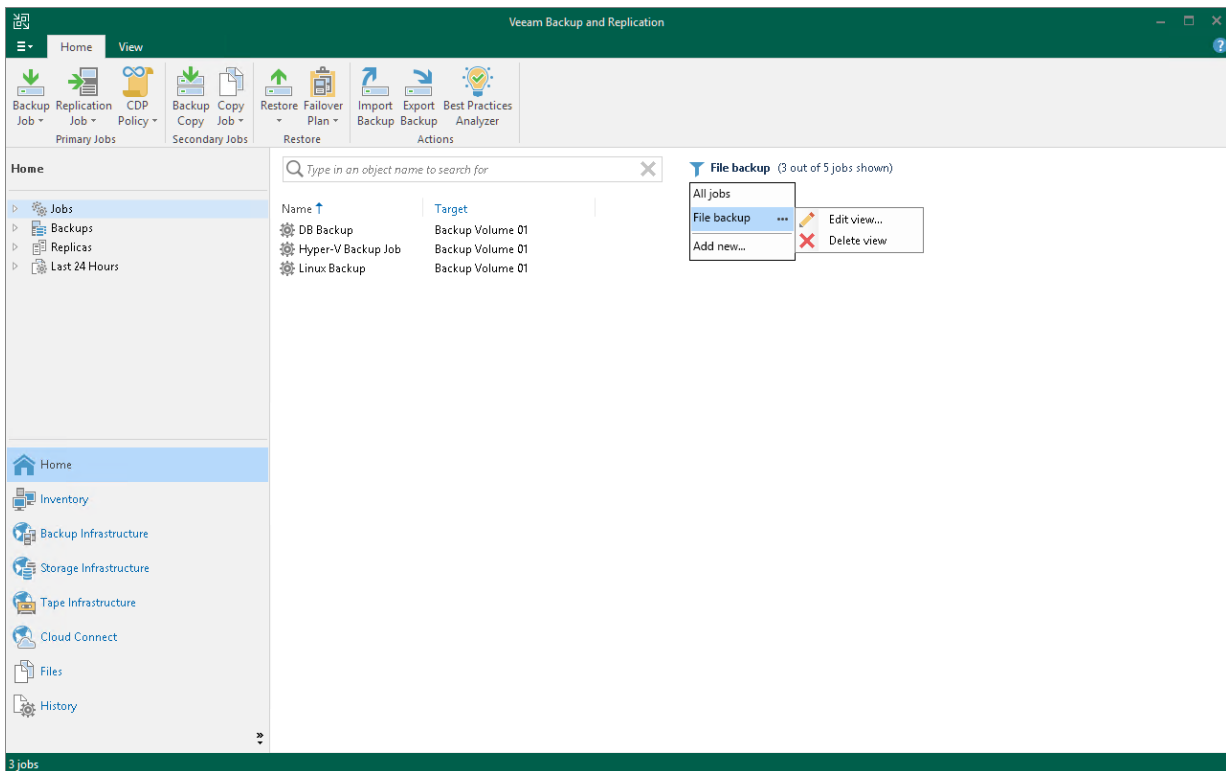 Veeam Backup and Replication
Home View
Backup Job Replication Job CDP Policy Backup Copy Copy Job Restore Failover Plan Import Backup Export Backup Best Practices Analyzer
Primary Jobs Secondary Jobs Restore Actions
Home
Type in an object name to search for
File backup (3 out of 5 jobs shown)
Jobs
Backups
Replicas
Last 24 Hours
Name Target
DB Backup Backup Volume 01
Hyper-V Backup Job Backup Volume 01
Linux Backup Backup Volume 01
All jobs
File backup ...
Add new...
Edit view...
Delete view
Home
Inventory
Backup Infrastructure
Storage Infrastructure
Tape Infrastructure
Cloud Connect
Files
History
3 jobs